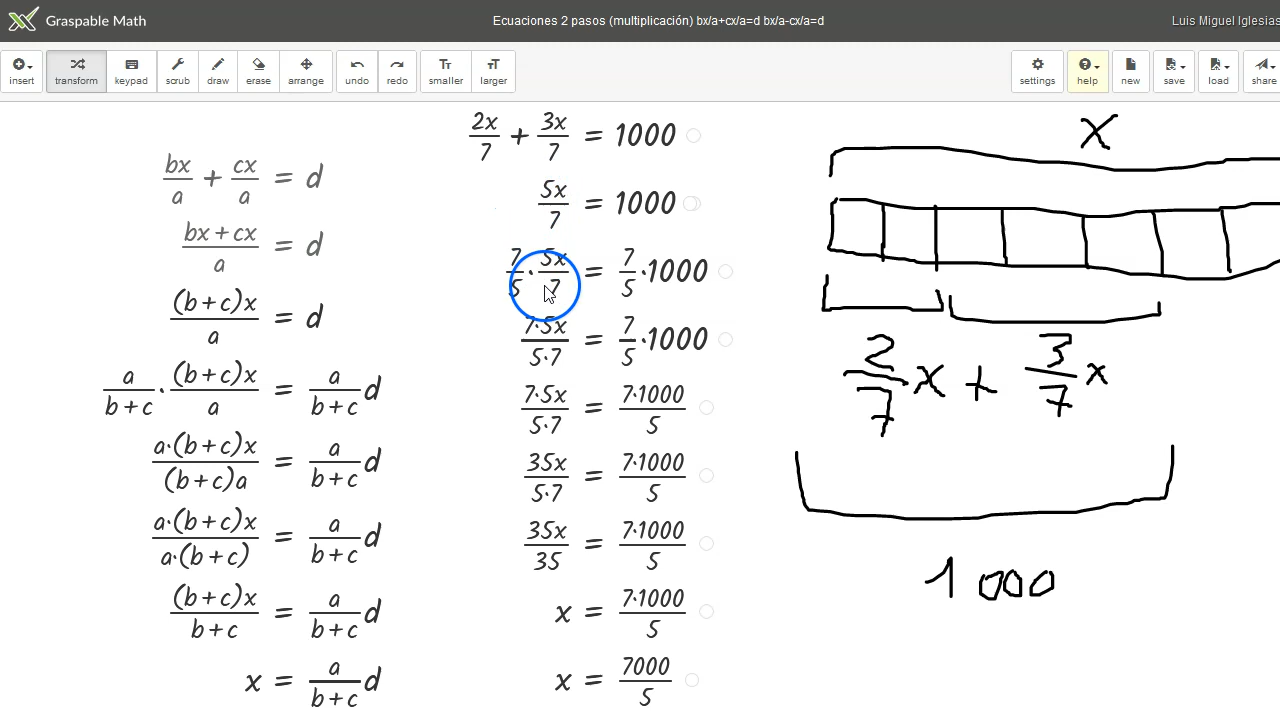 Graspable Math
Ecuaciones 2 pasos (multiplicación) bx/a+cx/a=d bx/a-cx/a=d
Luis Miguel Iglesias
insert transform keypad scrub draw erase arrange undo redo smaller larger settings help new save load share
bx/a + cx/a = d
(bx+cx)/a = d
((b+c)x)/a = d
a/(b+c) · ((b+c)x)/a = a/(b+c) d
(a·(b+c)x)/((b+c)a) = a/(b+c) d
(a·(b+c)x)/(a·(b+c)) = a/(b+c) d
((b+c)x)/(b+c) = a/(b+c) d
x = a/(b+c) d
2x/7 + 3x/7 = 1000
5x/7 = 1000
7/5 · 5x/7 = 7/5 · 1000
(7·5x)/(5·7) = 7/5 · 1000
(7·5x)/(5·7) = (7·1000)/5
35x/(5·7) = (7·1000)/5
35x/35 = (7·1000)/5
x = (7·1000)/5
x = 7000/5
x
2/7 x + 3/7 x
1000